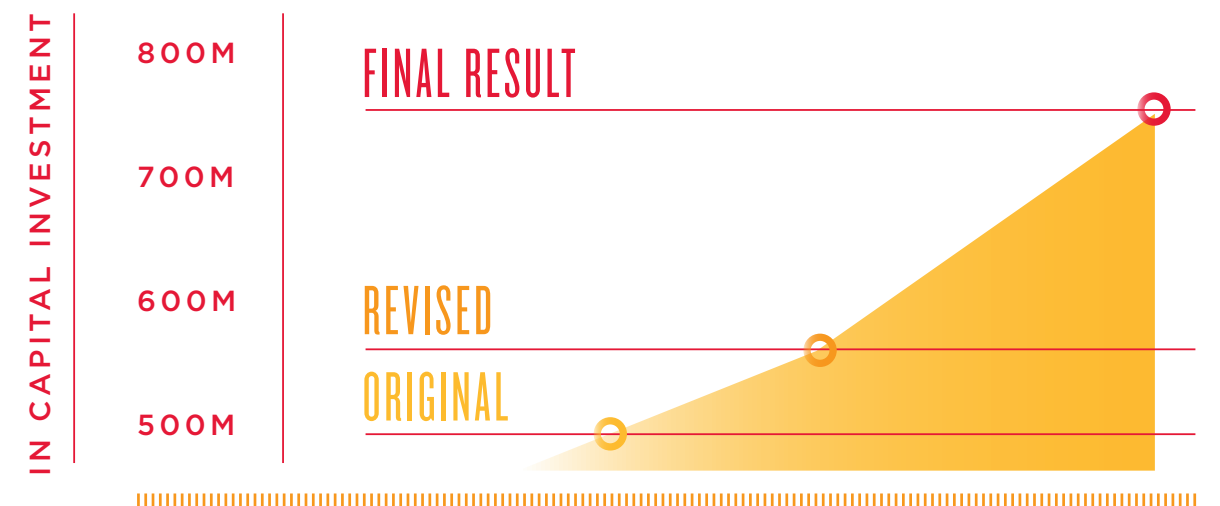 IN CAPITAL INVESTMENT
800M
700M
600M
500M
FINAL RESULT
REVISED
ORIGINAL